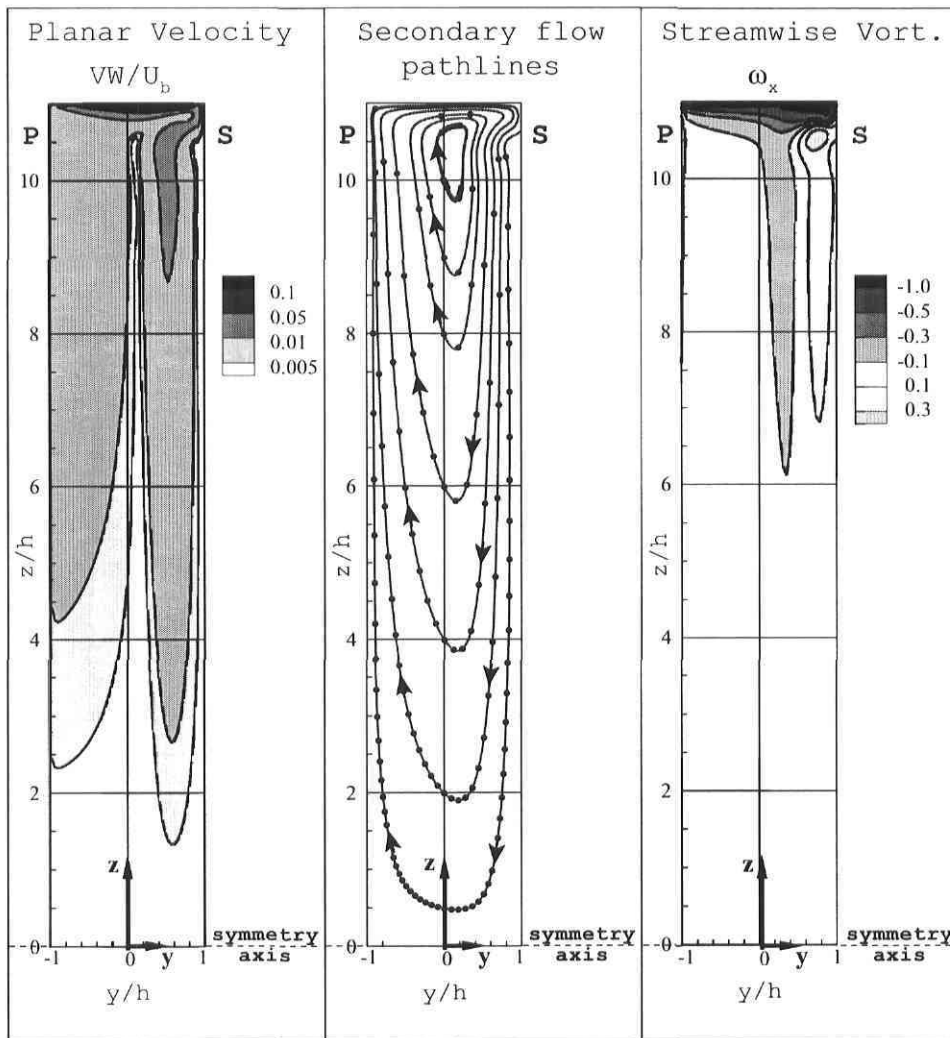 Planar Velocity
VW/U_b
P
S
10
8
6
4
2
0
z/h
0.1
0.05
0.01
0.005
z
y
symmetry
axis
-1
0
1
y/h
Secondary flow
pathlines
P
S
10
8
6
4
2
0
z/h
z
y
symmetry
axis
-1
0
1
y/h
Streamwise Vort.
ω_x
P
S
10
8
6
4
2
0
z/h
-1.0
-0.5
-0.3
-0.1
0.1
0.3
z
y
symmetry
axis
-1
0
1
y/h